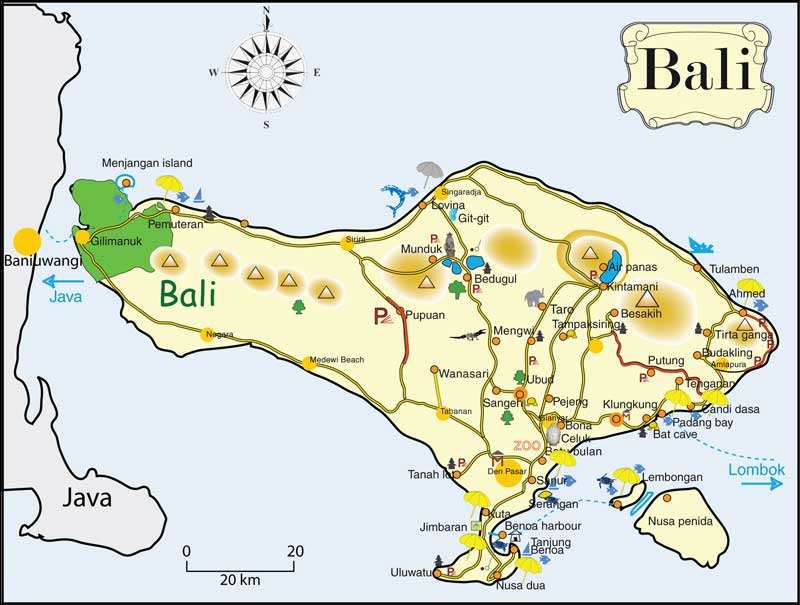 N
W
E
S
Bali
Menjangan island
Pemuteran
Gilimanuk
Baniuwangi
Java
Bali
Siriril
Singaradja
Lovina
Git-git
Munduk
Bedugul
Air panas
Kintamani
Tulamben
Ahmed
Besakih
Tirta ganga
Budakling
Amlapura
Taro
Tampaksiring
Mengwi
P
Pupuan
Negara
Medewi Beach
Wanasari
Putung
Tenganan
Ubud
Sangeh
Pejeng
Klungkung
Candi dasa
Padang bay
Bat cave
Tabanan
Gianyar
Bona
Celuk
ZOO
Batubulan
Den Pasar
Tanah lot
Sanur
Serangan
Lembongan
Nusa penida
Lombok
Java
Kuta
Jimbaran
Benoa harbour
Tanjung
Benoa
Uluwatu
Nusa dua
0
20
20 km